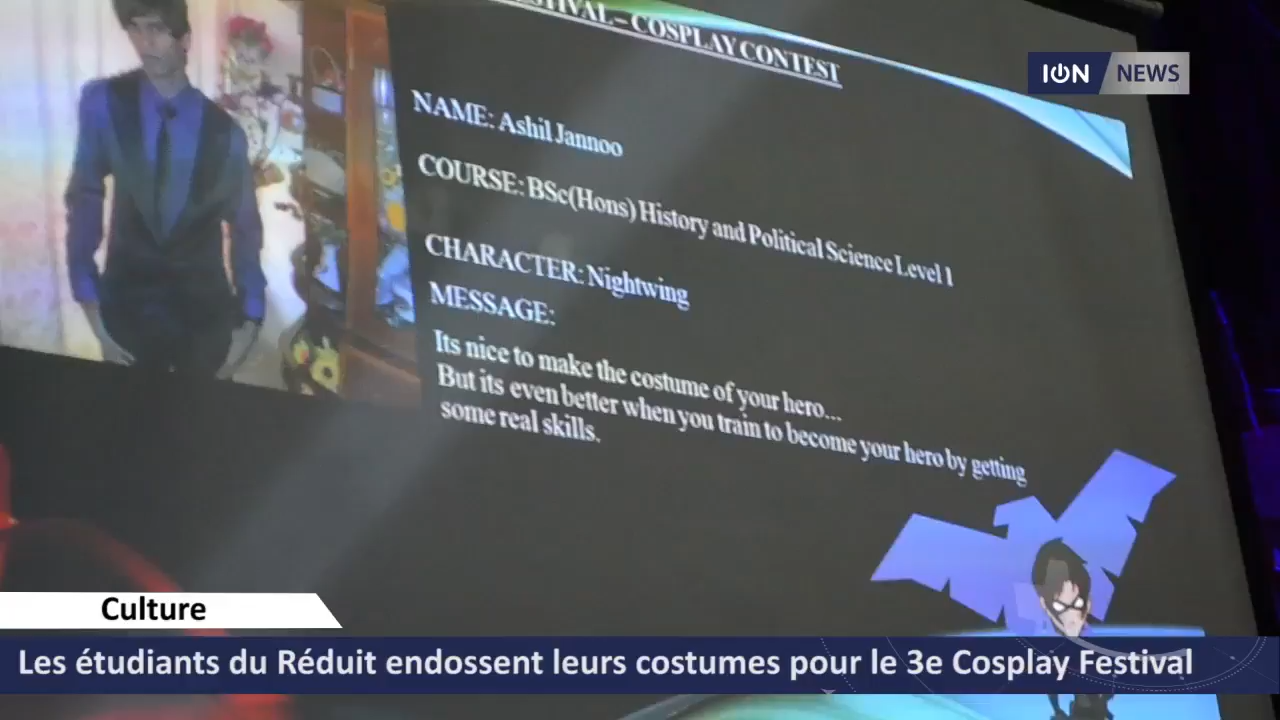 FESTIVAL – COSPLAY CONTEST
ION NEWS
NAME: Ashil Jannoo
COURSE: BSc(Hons) History and Political Science Level 1
CHARACTER: Nightwing
MESSAGE:
Its nice to make the costume of your hero...
But its even better when you train to become your hero by getting
some real skills.
Culture
Les étudiants du Réduit endossent leurs costumes pour le 3e Cosplay Festival